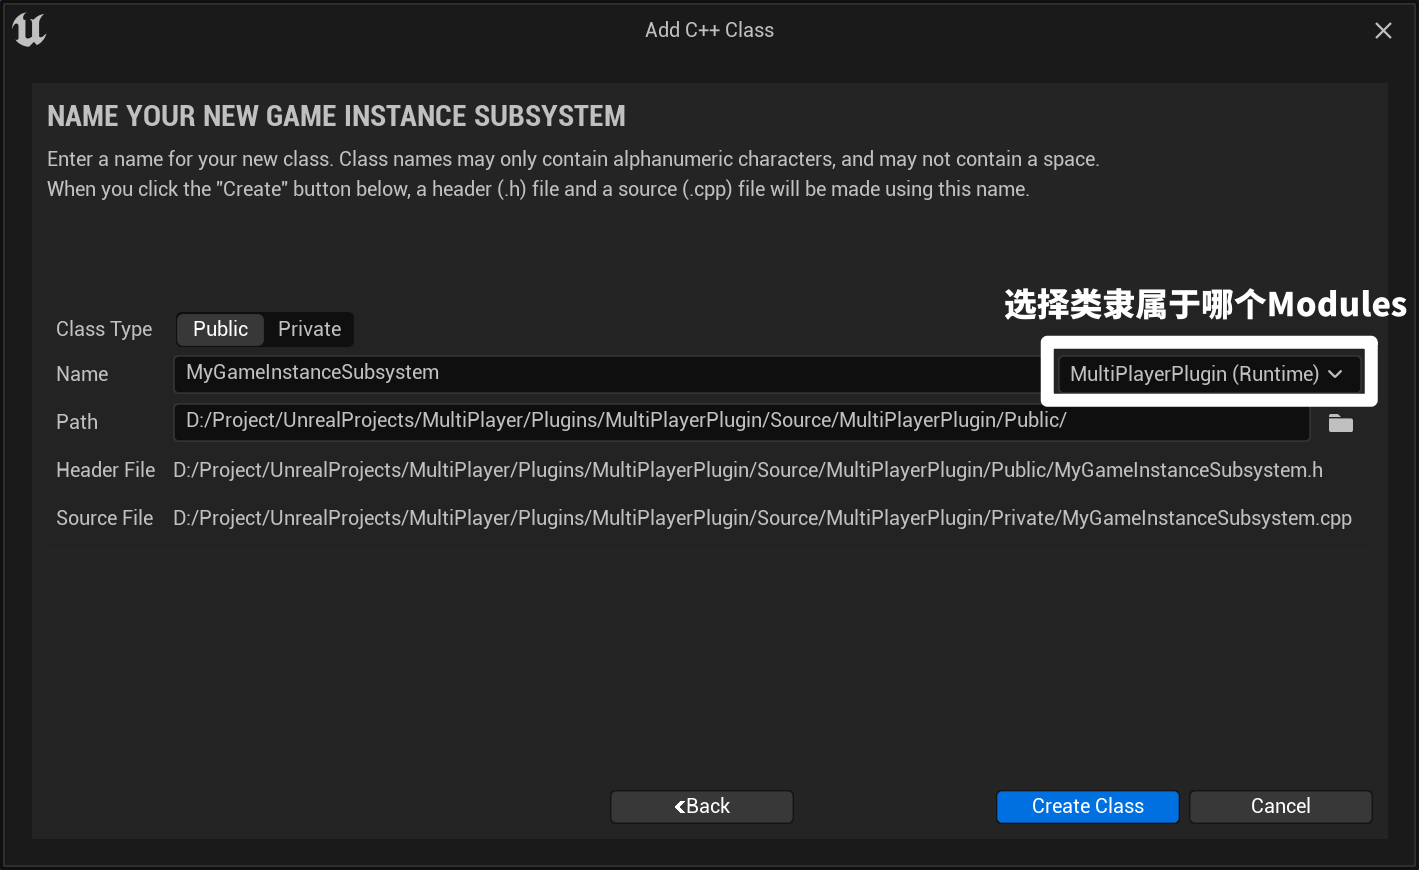 Add C++ Class
NAME YOUR NEW GAME INSTANCE SUBSYSTEM
Enter a name for your new class. Class names may only contain alphanumeric characters, and may not contain a space.
When you click the "Create" button below, a header (.h) file and a source (.cpp) file will be made using this name.
选择类隶属于哪个Modules
Class Type Public Private
Name MyGameInstanceSubsystem MultiPlayerPlugin (Runtime)
Path D:/Project/UnrealProjects/MultiPlayer/Plugins/MultiPlayerPlugin/Source/MultiPlayerPlugin/Public/
Header File D:/Project/UnrealProjects/MultiPlayer/Plugins/MultiPlayerPlugin/Source/MultiPlayerPlugin/Public/MyGameInstanceSubsystem.h
Source File D:/Project/UnrealProjects/MultiPlayer/Plugins/MultiPlayerPlugin/Source/MultiPlayerPlugin/Private/MyGameInstanceSubsystem.cpp
Back Create Class Cancel